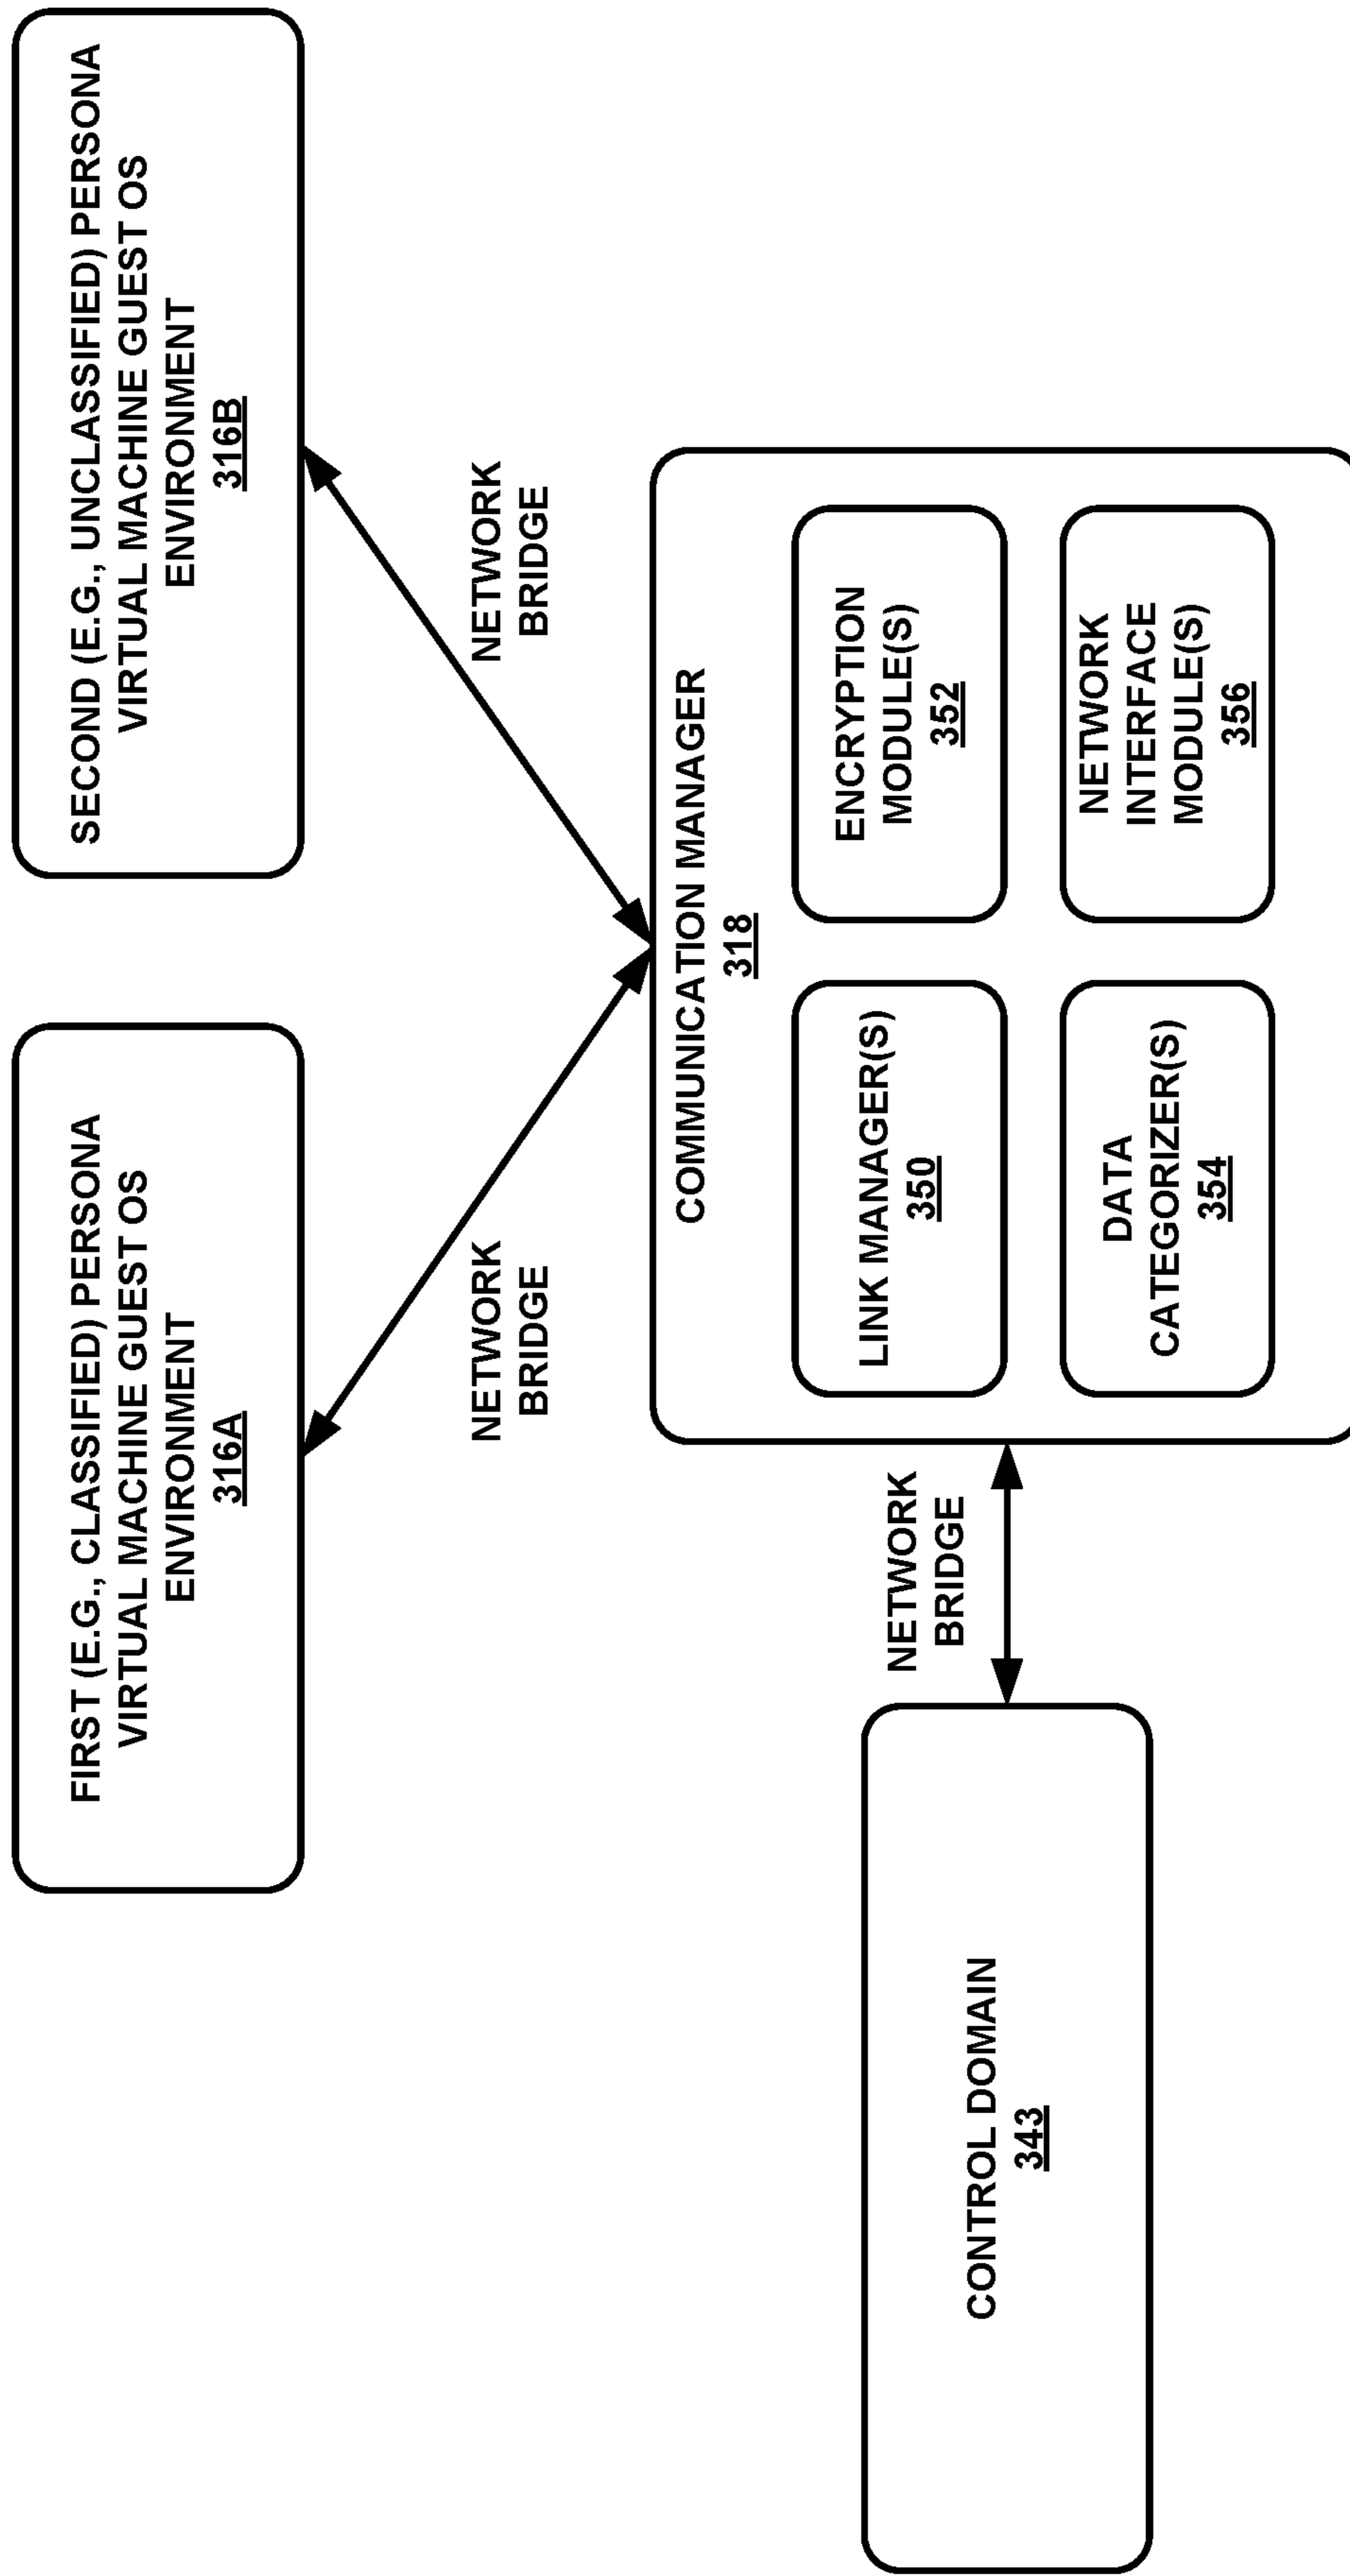 FIRST (E.G., CLASSIFIED) PERSONA
VIRTUAL MACHINE GUEST OS
ENVIRONMENT
316A
SECOND (E.G., UNCLASSIFIED) PERSONA
VIRTUAL MACHINE GUEST OS
ENVIRONMENT
316B
NETWORK
BRIDGE
NETWORK
BRIDGE
COMMUNICATION MANAGER
318
LINK MANAGER(S)
350
ENCRYPTION
MODULE(S)
352
DATA
CATEGORIZER(S)
354
NETWORK
INTERFACE
MODULE(S)
356
NETWORK
BRIDGE
CONTROL DOMAIN
343